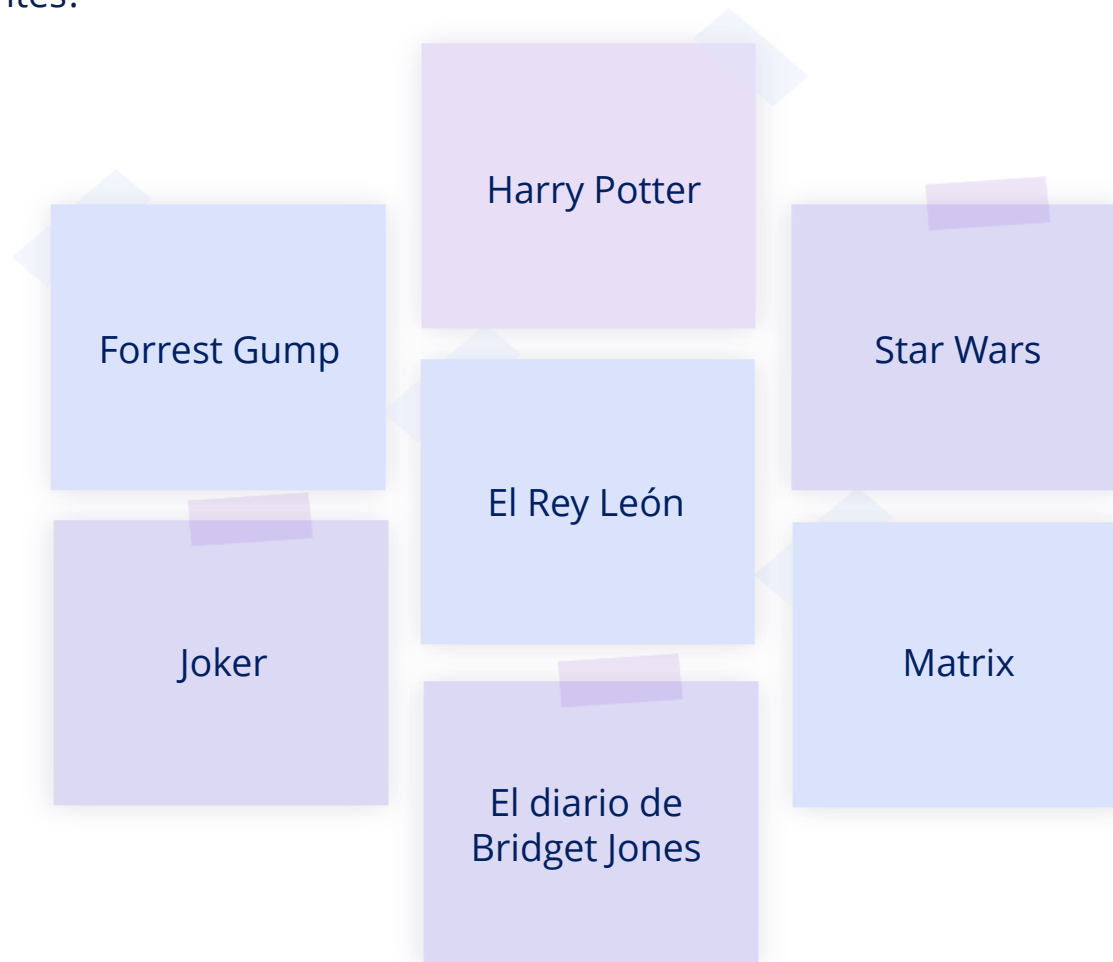 Harry Potter
Forrest Gump
Star Wars
El Rey León
Joker
Matrix
El diario de
Bridget Jones